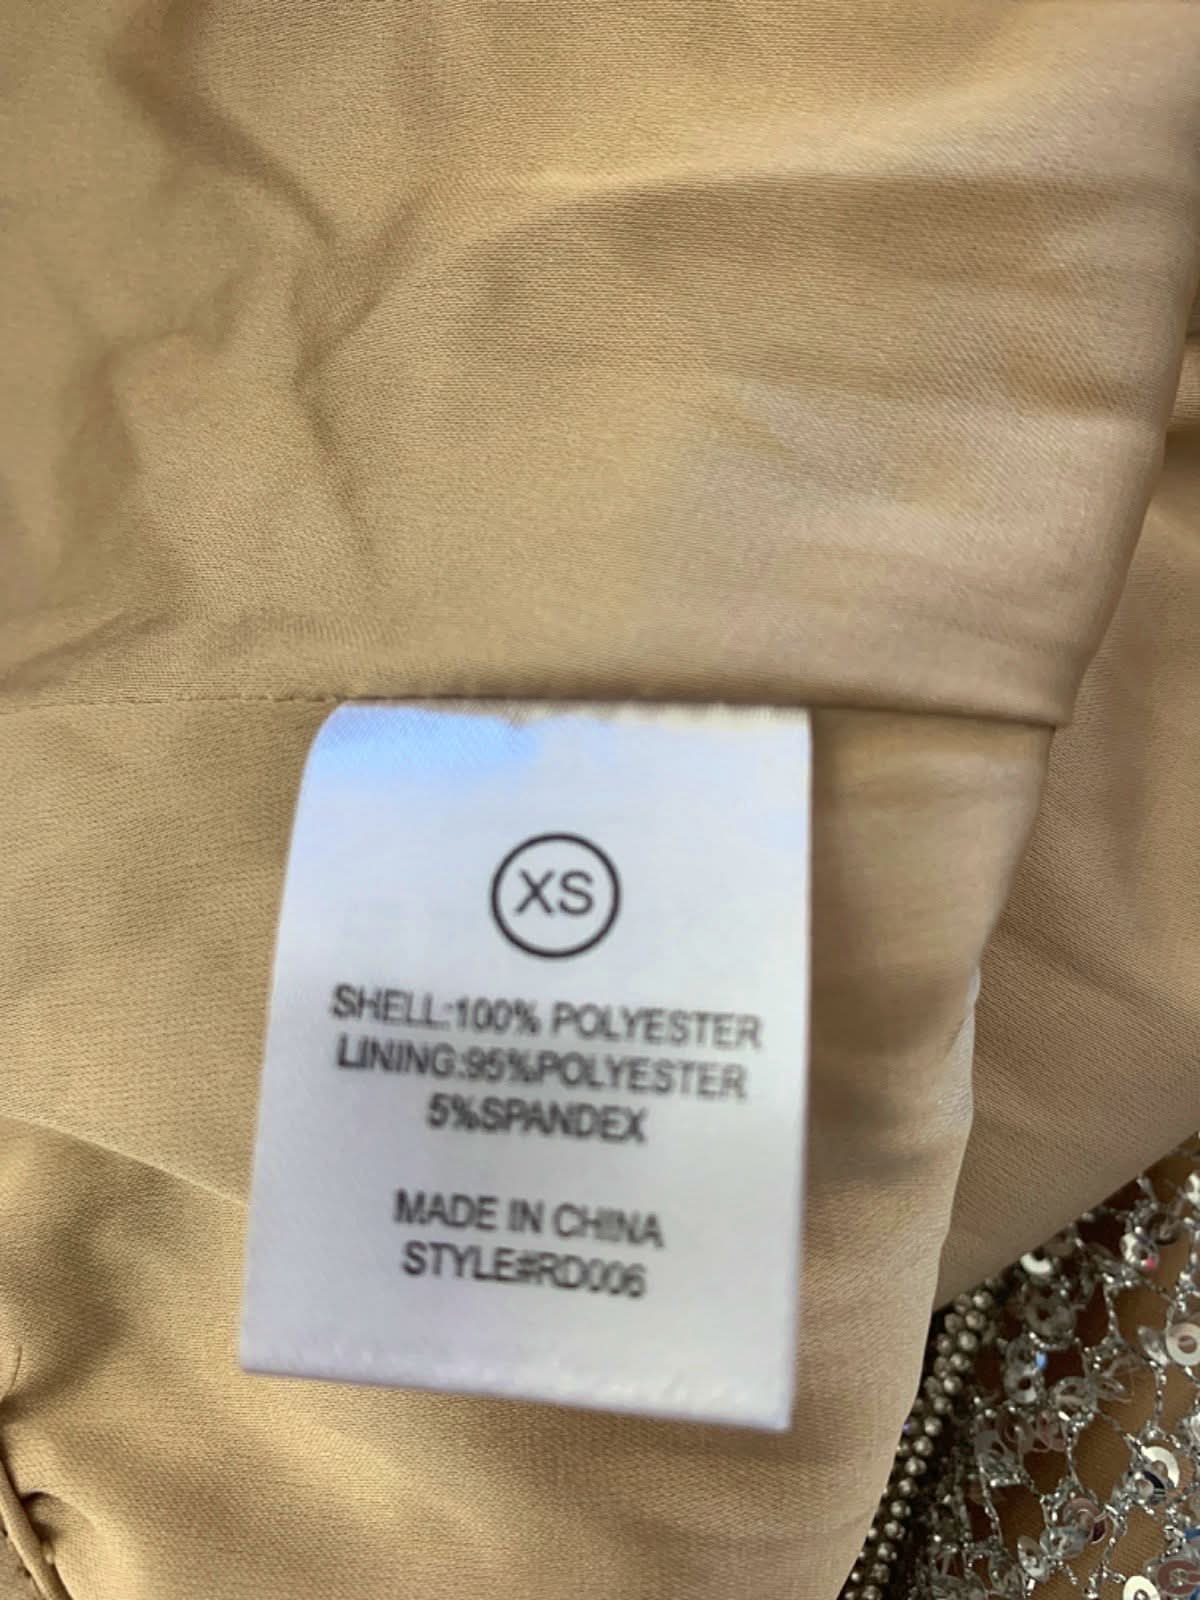 XS
SHELL:100% POLYESTER
LINING:95%POLYESTER
5%SPANDEX
MADE IN CHINA
STYLE#RD006